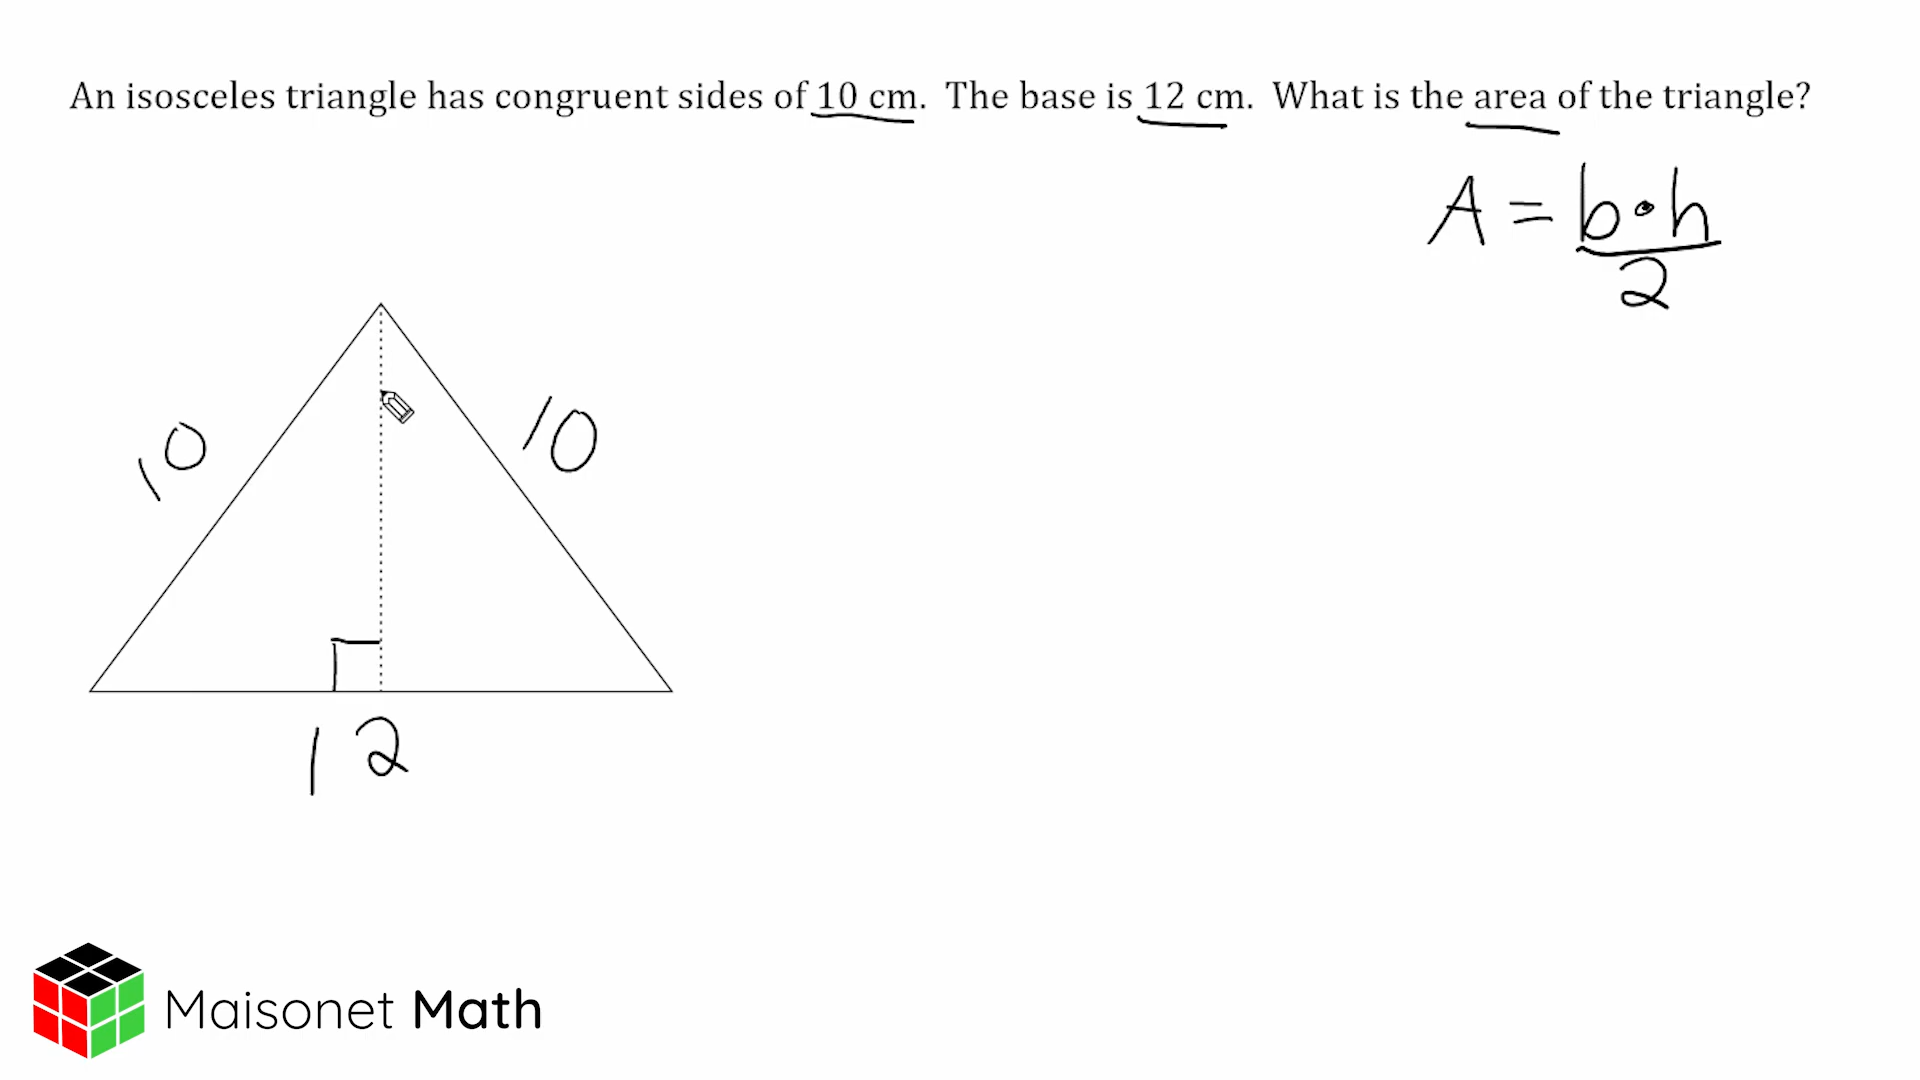 An isosceles triangle has congruent sides of 10 cm. The base is 12 cm. What is the area of the triangle?
A = b•h
2
10
10
12
Maisonet Math